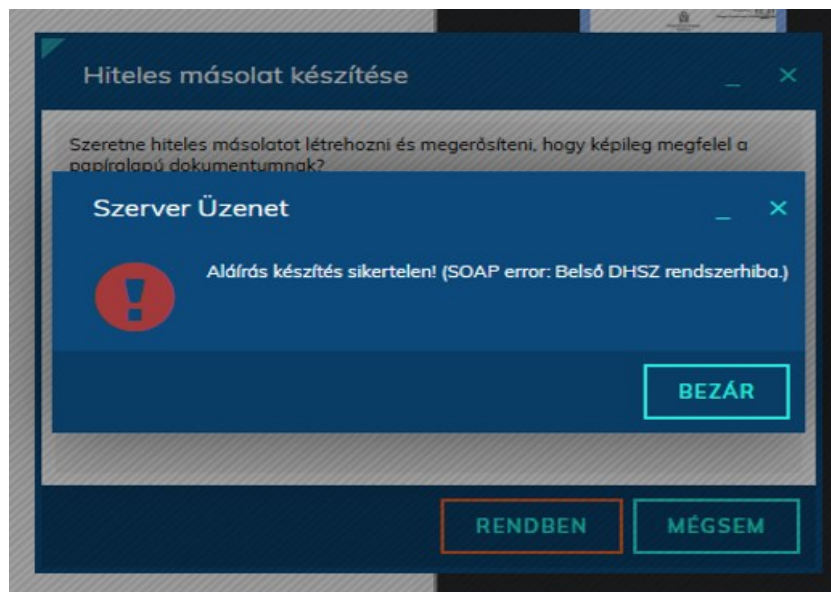 Hiteles másolat készítése
Szeretne hiteles másolatot létrehozni és megerősíteni, hogy képileg megfelel a
papíralapú dokumentumnak?
Szerver Üzenet
Aláírás készítés sikertelen! (SOAP error: Belső DHSZ rendszerhiba.)
BEZÁR
RENDBEN
MÉGSEM